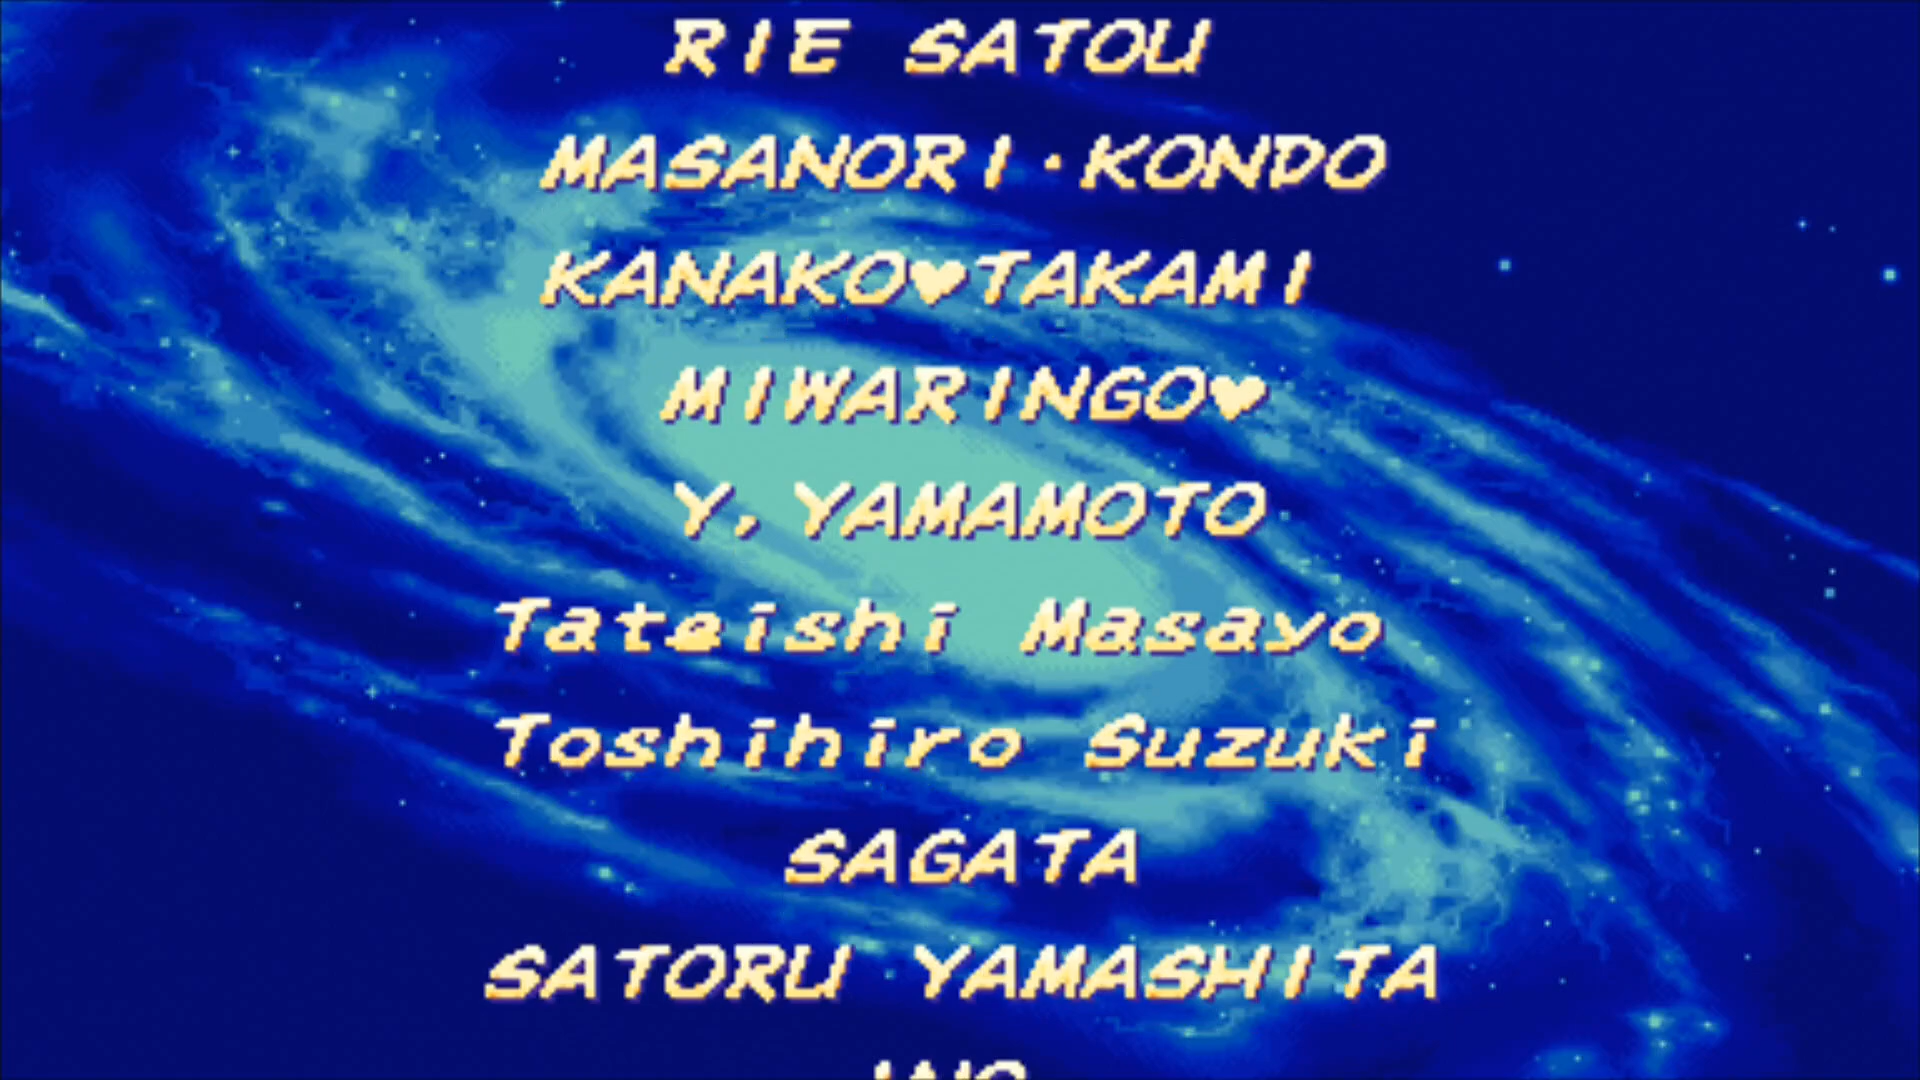 RIE SATOU
MASANORI·KONDO
KANAKO♥TAKAMI
MIWARINGO♥
Y.YAMAMOTO
Tateishi Masayo
Toshihiro Suzuki
SAGATA
SATORU YAMASHITA